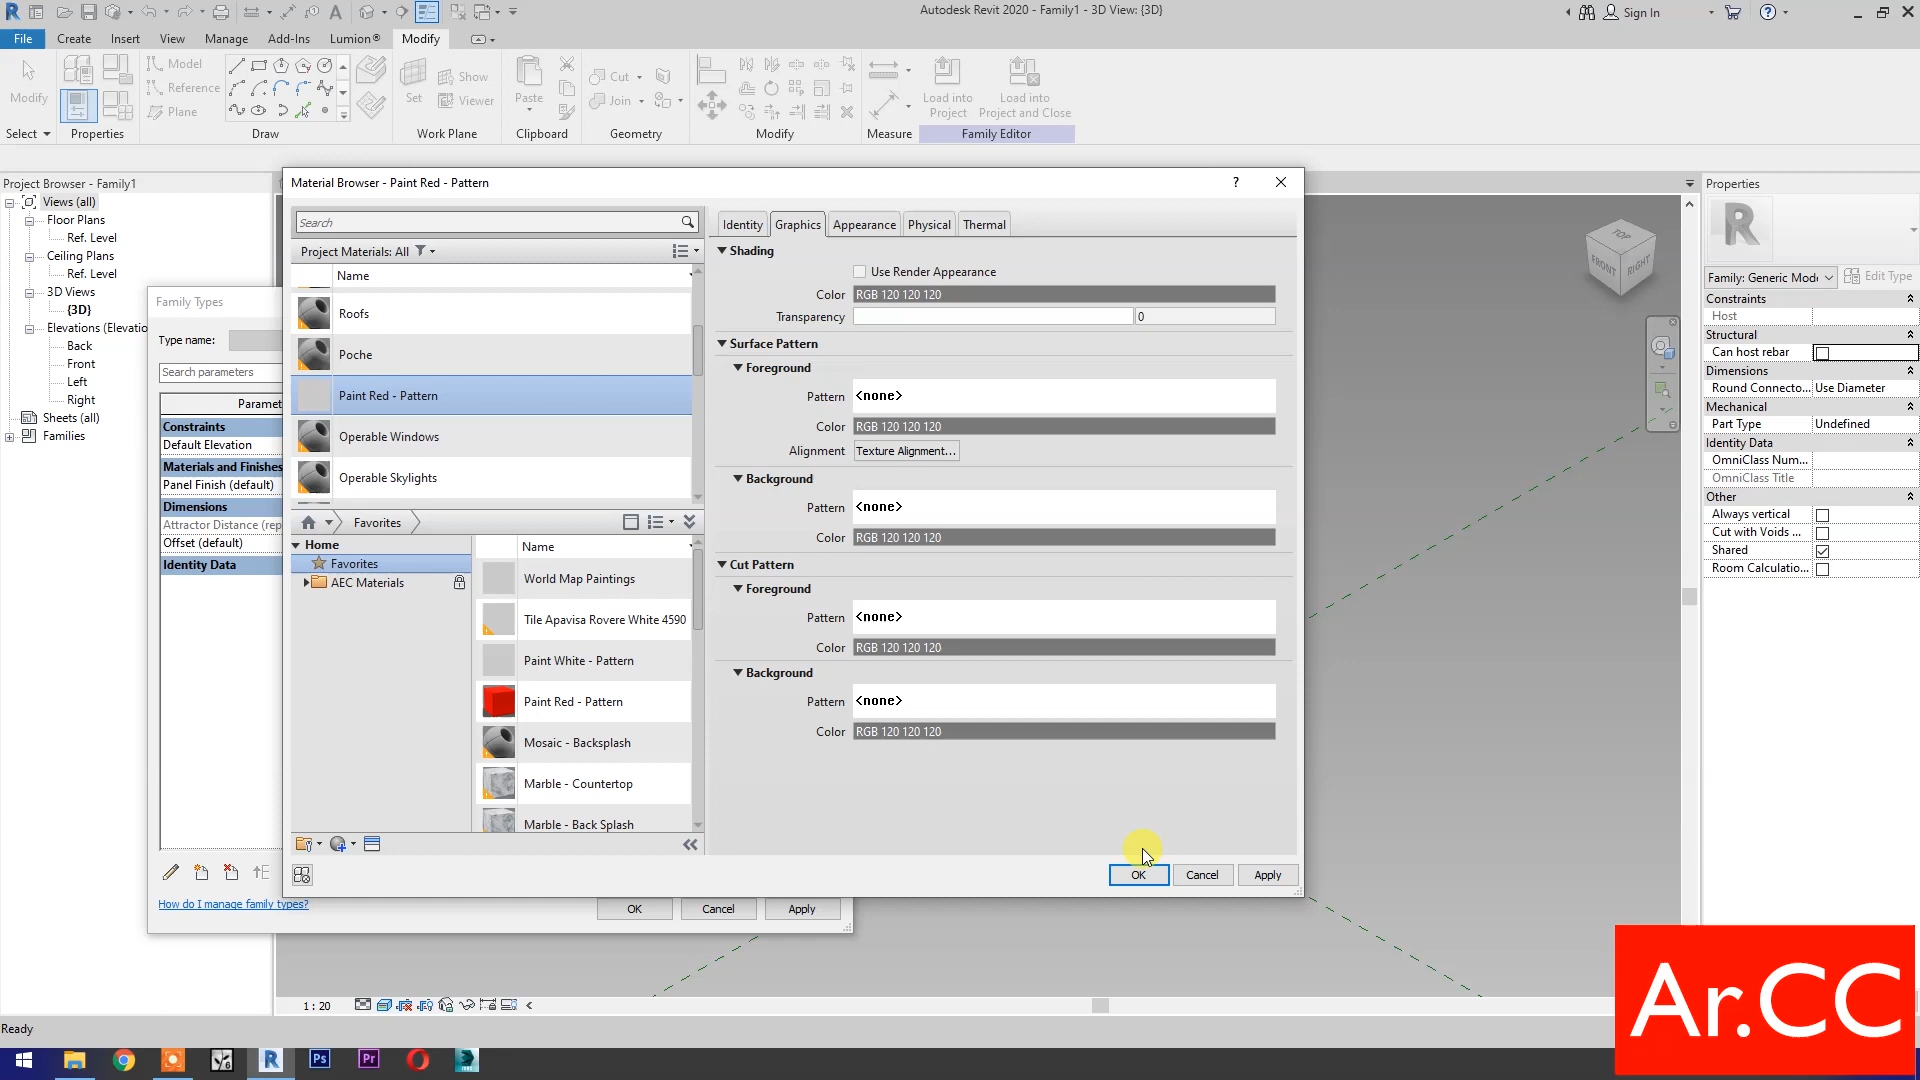 Autodesk Revit 2020 - Family1 - 3D View: {3D}
Sign In
File
Create
Insert
View
Manage
Add-Ins
Lumion®
Modify
Modify
Model
Reference
Plane
Set
Show
Viewer
Paste
Cut
Join
Load into
Project
Load into
Project and Close
Select
Properties
Draw
Work Plane
Clipboard
Geometry
Modify
Measure
Family Editor
Project Browser - Family1
Views (all)
Floor Plans
Ref. Level
Ceiling Plans
Ref. Level
3D Views
{3D}
Elevations (Elevatio
Back
Front
Left
Right
Sheets (all)
Families
Family Types
Type name:
Search parameters
Paramet
Constraints
Default Elevation
Materials and Finishes
Panel Finish (default)
Dimensions
Attractor Distance (rep
Offset (default)
Identity Data
How do I manage family types?
OK
Cancel
Apply
Material Browser - Paint Red - Pattern
?
Search
Project Materials: All
Name
Roofs
Poche
Paint Red - Pattern
Operable Windows
Operable Skylights
Favorites
Home
Favorites
AEC Materials
Name
World Map Paintings
Tile Apavisa Rovere White 4590
Paint White - Pattern
Paint Red - Pattern
Mosaic - Backsplash
Marble - Countertop
Marble - Back Splash
Identity
Graphics
Appearance
Physical
Thermal
Shading
Use Render Appearance
Color
RGB 120 120 120
Transparency
0
Surface Pattern
Foreground
Pattern
<none>
Color
RGB 120 120 120
Alignment
Texture Alignment...
Background
Pattern
<none>
Color
RGB 120 120 120
Cut Pattern
Foreground
Pattern
<none>
Color
RGB 120 120 120
Background
Pattern
<none>
Color
RGB 120 120 120
OK
Cancel
Apply
TOP
FRONT
RIGHT
Properties
R
Family: Generic Mode
Edit Type
Constraints
Host
Structural
Can host rebar
Dimensions
Round Connecto...
Use Diameter
Mechanical
Part Type
Undefined
Identity Data
OmniClass Num...
OmniClass Title
Other
Always vertical
Cut with Voids ...
Shared
Room Calculatio...
1 : 20
Ready
R
Ps
Pr
Ar.CC